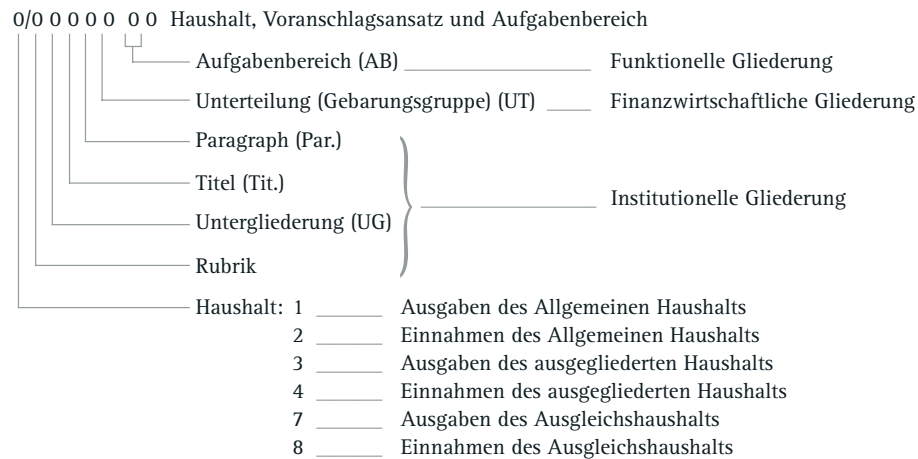 0/0 0 0 0 0 0 0 Haushalt, Voranschlagsansatz und Aufgabenbereich
Aufgabenbereich (AB) Funktionelle Gliederung
Unterteilung (Gebarungsgruppe) (UT) Finanzwirtschaftliche Gliederung
Paragraph (Par.)
Titel (Tit.)
Institutionelle Gliederung
Untergliederung (UG)
Rubrik
Haushalt: 1 Ausgaben des Allgemeinen Haushalts
2 Einnahmen des Allgemeinen Haushalts
3 Ausgaben des ausgegliederten Haushalts
4 Einnahmen des ausgegliederten Haushalts
7 Ausgaben des Ausgleichshaushalts
8 Einnahmen des Ausgleichshaushalts